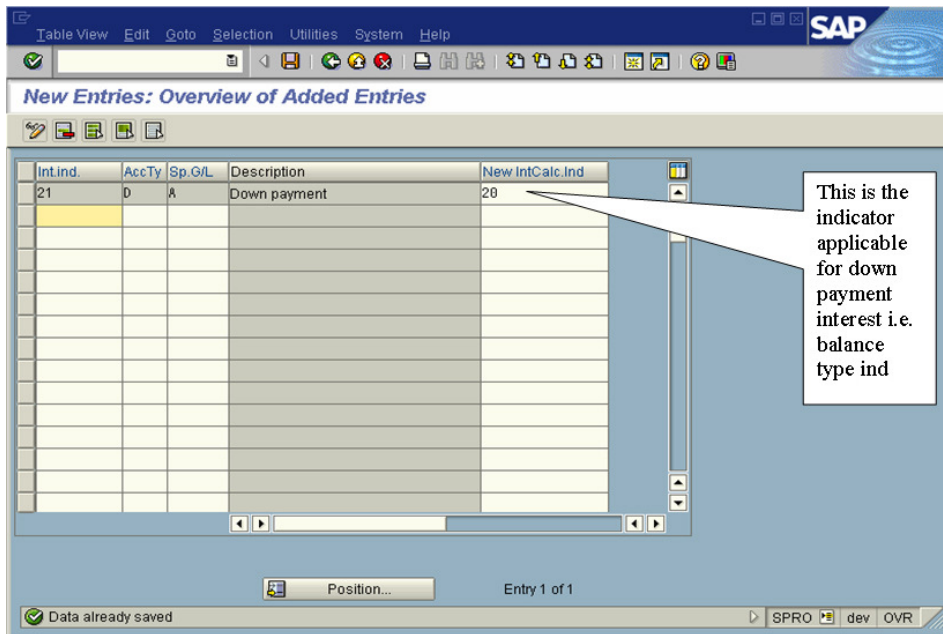 Table View Edit Goto Selection Utilities System Help
SAP
New Entries: Overview of Added Entries
Int.ind. AccTy Sp.G/L Description New IntCalc.Ind
21 D A Down payment 20
This is the
indicator
applicable
for down
payment
interest i.e.
balance
type ind
Position... Entry 1 of 1
Data already saved SPRO dev OVR